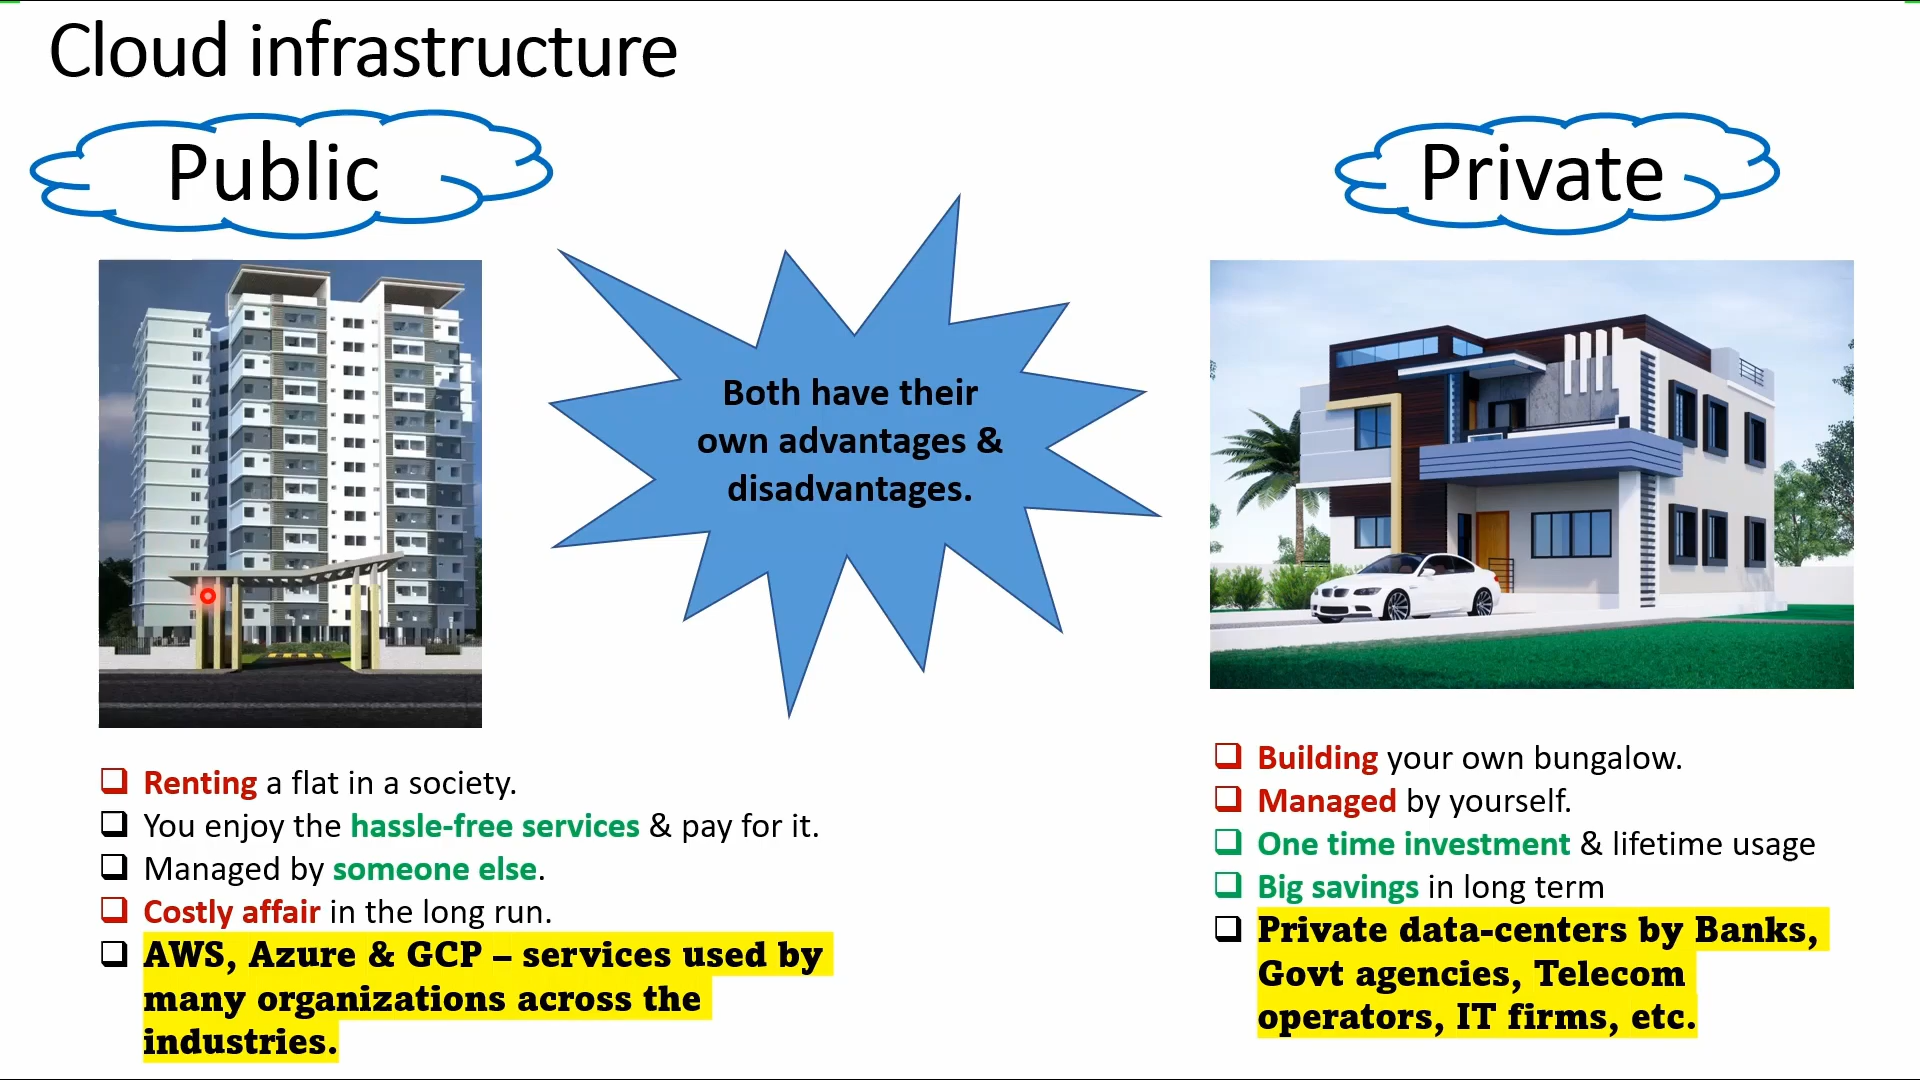 Cloud infrastructure
Public
Private
Both have their
own advantages &
disadvantages.
Renting a flat in a society.
You enjoy the hassle-free services & pay for it.
Managed by someone else.
Costly affair in the long run.
AWS, Azure & GCP – services used by
many organizations across the
industries.
Building your own bungalow.
Managed by yourself.
One time investment & lifetime usage
Big savings in long term
Private data-centers by Banks,
Govt agencies, Telecom
operators, IT firms, etc.